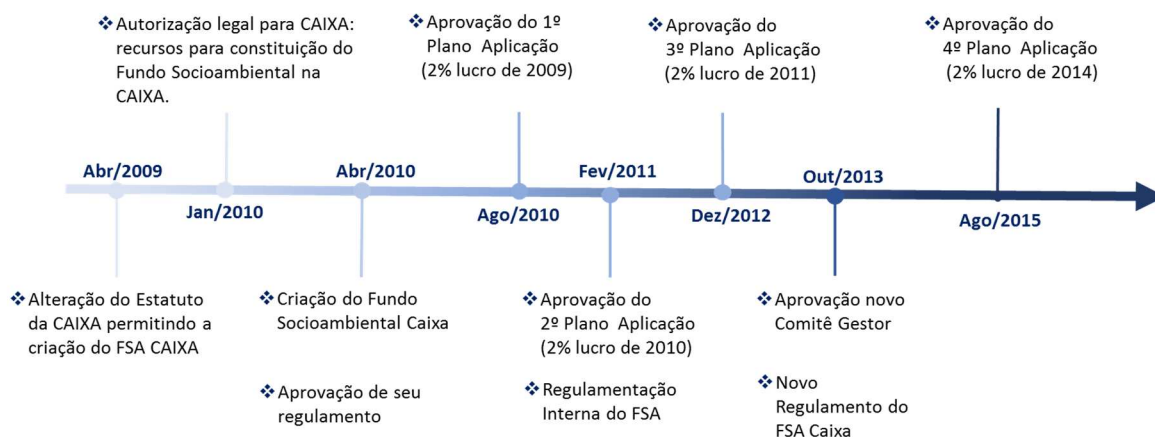 ❖ Autorização legal para CAIXA:
recursos para constituição do
Fundo Socioambiental na
CAIXA.
❖ Aprovação do 1º
Plano Aplicação
(2% lucro de 2009)
❖ Aprovação do
3º Plano Aplicação
(2% lucro de 2011)
❖ Aprovação do
4º Plano Aplicação
(2% lucro de 2014)
Abr/2009
Jan/2010
Abr/2010
Ago/2010
Fev/2011
Dez/2012
Out/2013
Ago/2015
❖ Alteração do Estatuto
da CAIXA permitindo a
criação do FSA CAIXA
❖ Criação do Fundo
Socioambiental Caixa
❖ Aprovação de seu
regulamento
❖ Aprovação do
2º Plano Aplicação
(2% lucro de 2010)
❖ Regulamentação
Interna do FSA
❖ Aprovação novo
Comitê Gestor
❖ Novo
Regulamento do
FSA Caixa